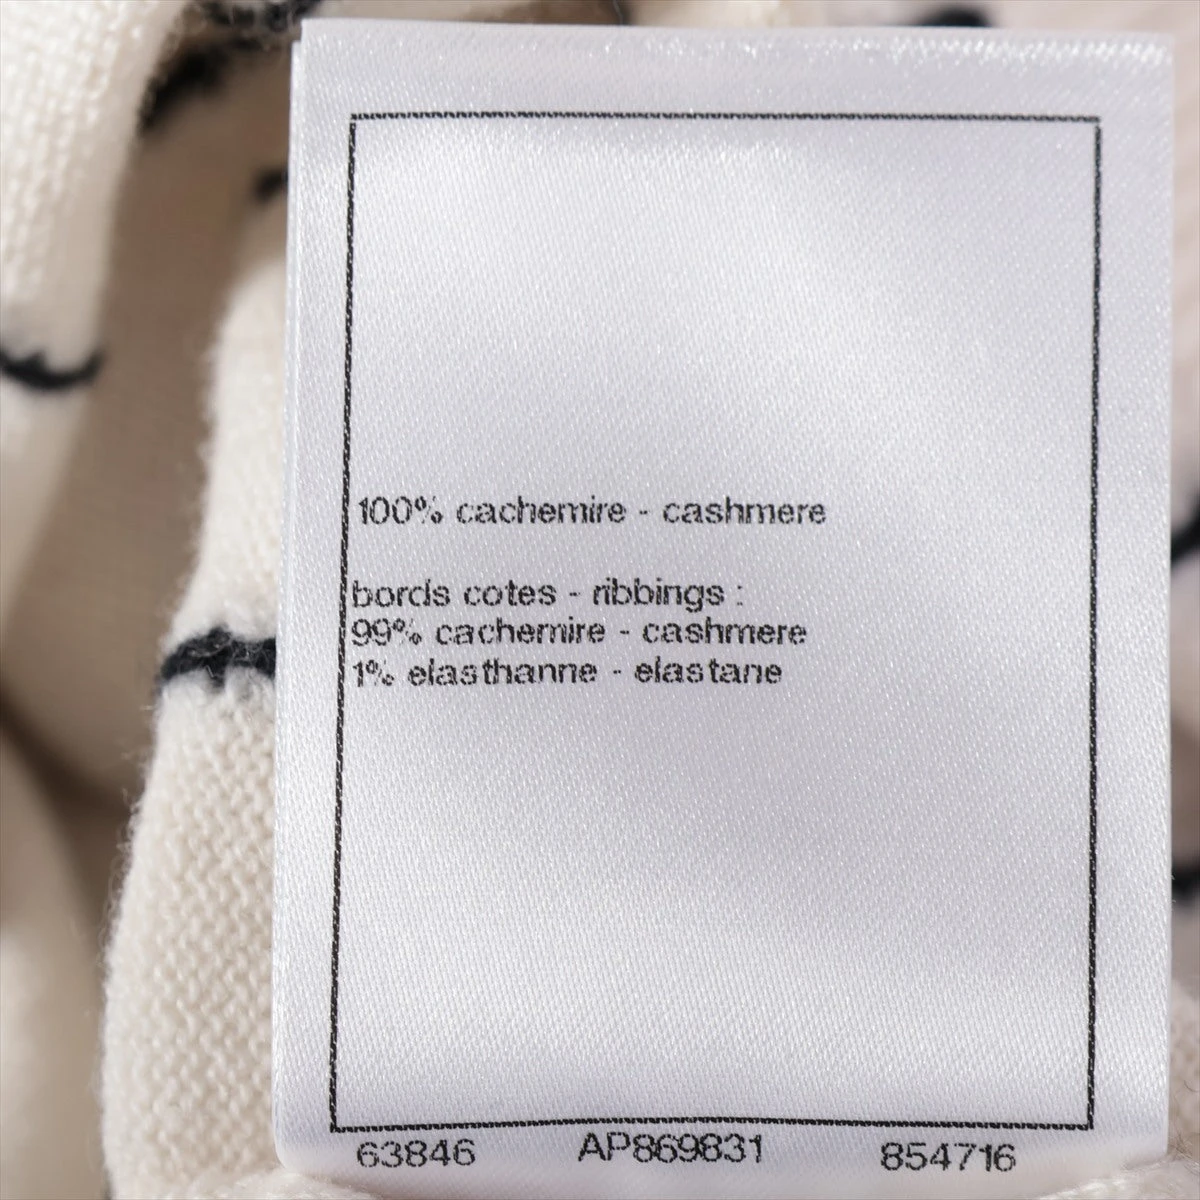 100% cachemire - cashmere
bords cotes - ribbings :
99% cachemire - cashmere
1% elasthanne - elastane
63846 AP869831 854716